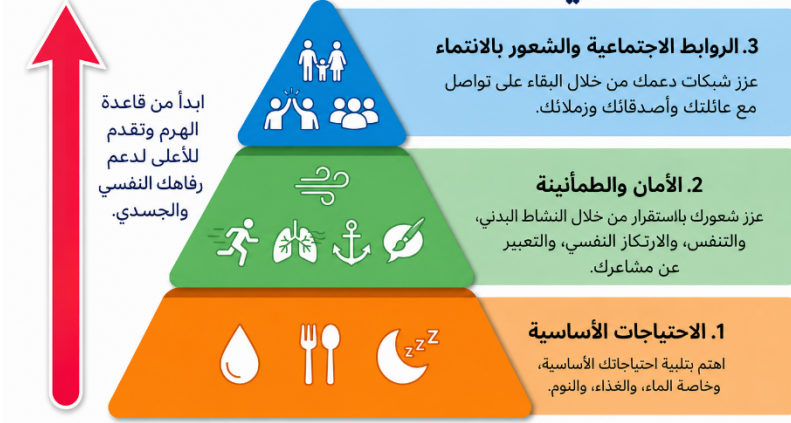 3. الروابط الاجتماعية والشعور بالانتماء
عزز شبكات دعمك من خلال البقاء على تواصل
مع عائلتك وأصدقائك وزملائك.
ابدأ من قاعدة
الهرم وتقدم
للأعلى لدعم
رفاهك النفسي
والجسدي.
2. الأمان والطمأنينة
عزز شعورك بااستقرار من خلال النشاط البدني،
والتنفس، والارتكاز النفسي، والتعبير
عن مشاعرك.
1. الاحتياجات الأساسية
اهتم بتلبية احتياجاتك الأساسية،
وخاصة الماء، والغذاء، والنوم.
zzz